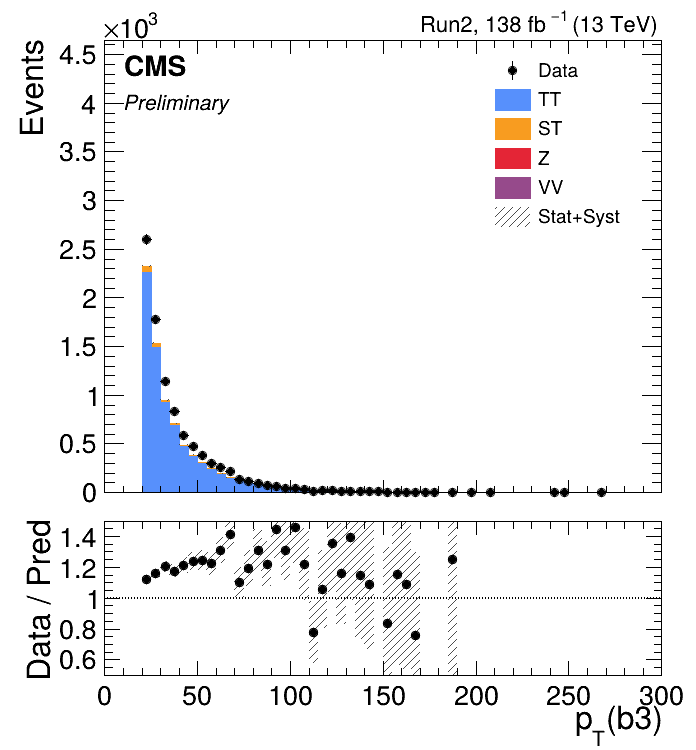 ×10³
Run2, 138 fb⁻¹ (13 TeV)
Events
CMS
Preliminary
Data
TT
ST
Z
VV
Stat+Syst
4.5
4
3.5
3
2.5
2
1.5
1
0.5
0
Data / Pred
1.4
1.2
1
0.8
0.6
0 50 100 150 200 250 300
p_T(b3)